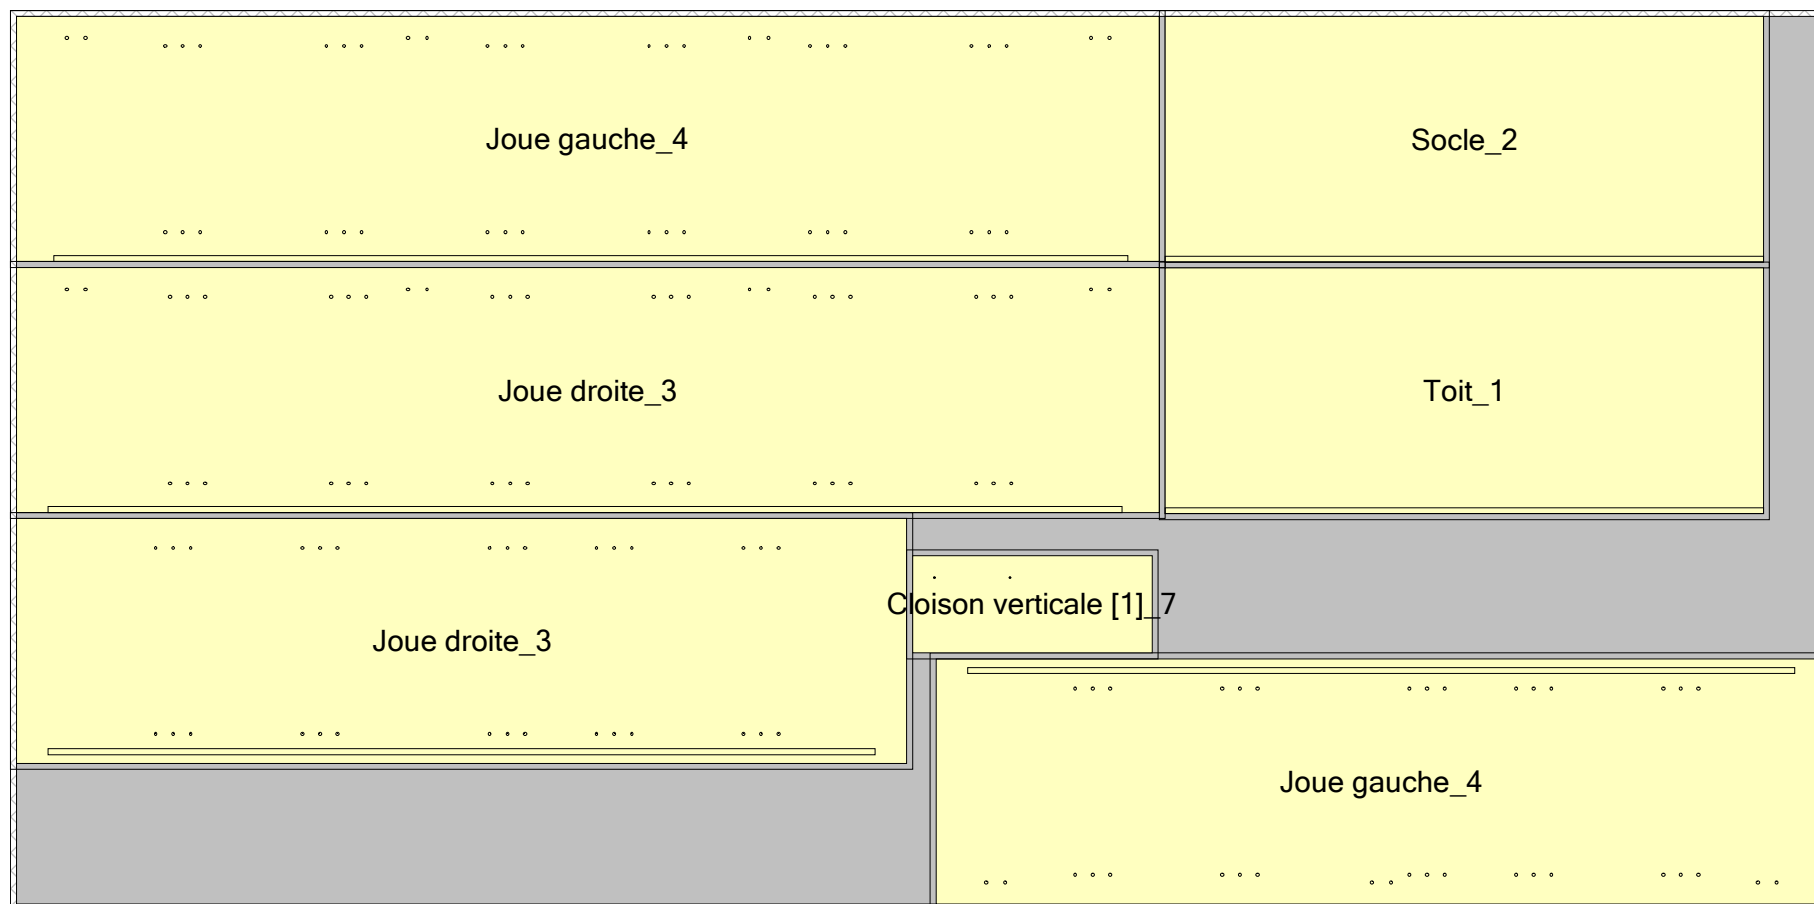 Joue gauche_4
Socle_2
Joue droite_3
Toit_1
Cloison verticale [1]_7
Joue droite_3
Joue gauche_4